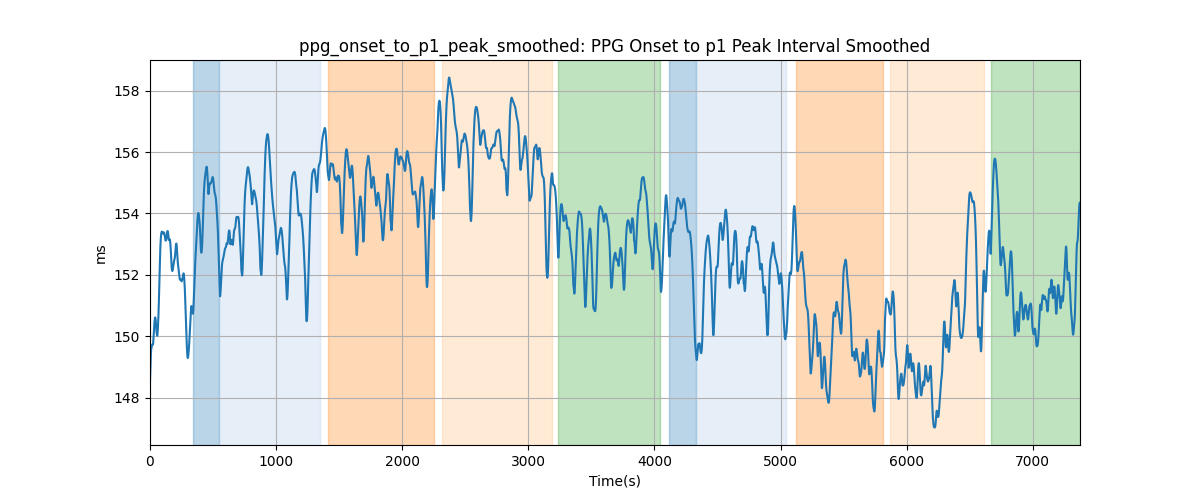 ppg_onset_to_p1_peak_smoothed: PPG Onset to p1 Peak Interval Smoothed
158
156
154
152
150
148
ms
0 1000 2000 3000 4000 5000 6000 7000
Time(s)